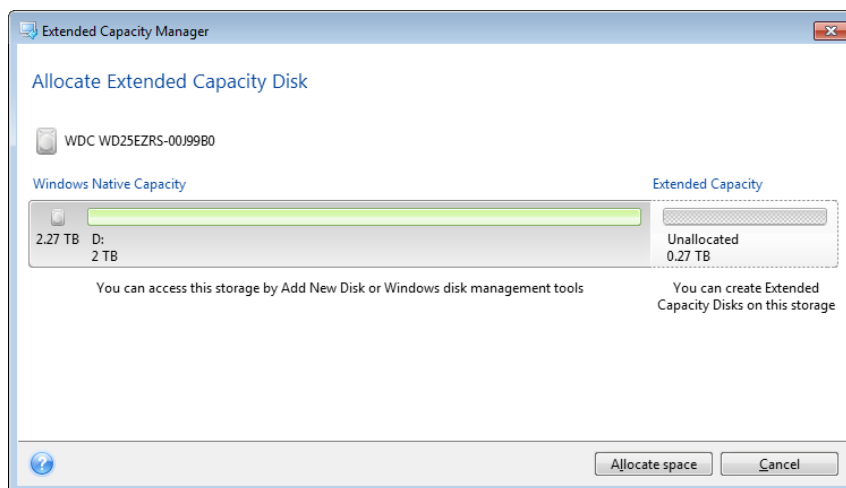 Extended Capacity Manager
Allocate Extended Capacity Disk
WDC WD25EZRS-00J99B0
Windows Native Capacity
Extended Capacity
2.27 TB
D:
2 TB
Unallocated
0.27 TB
You can access this storage by Add New Disk or Windows disk management tools
You can create Extended
Capacity Disks on this storage
Allocate space
Cancel